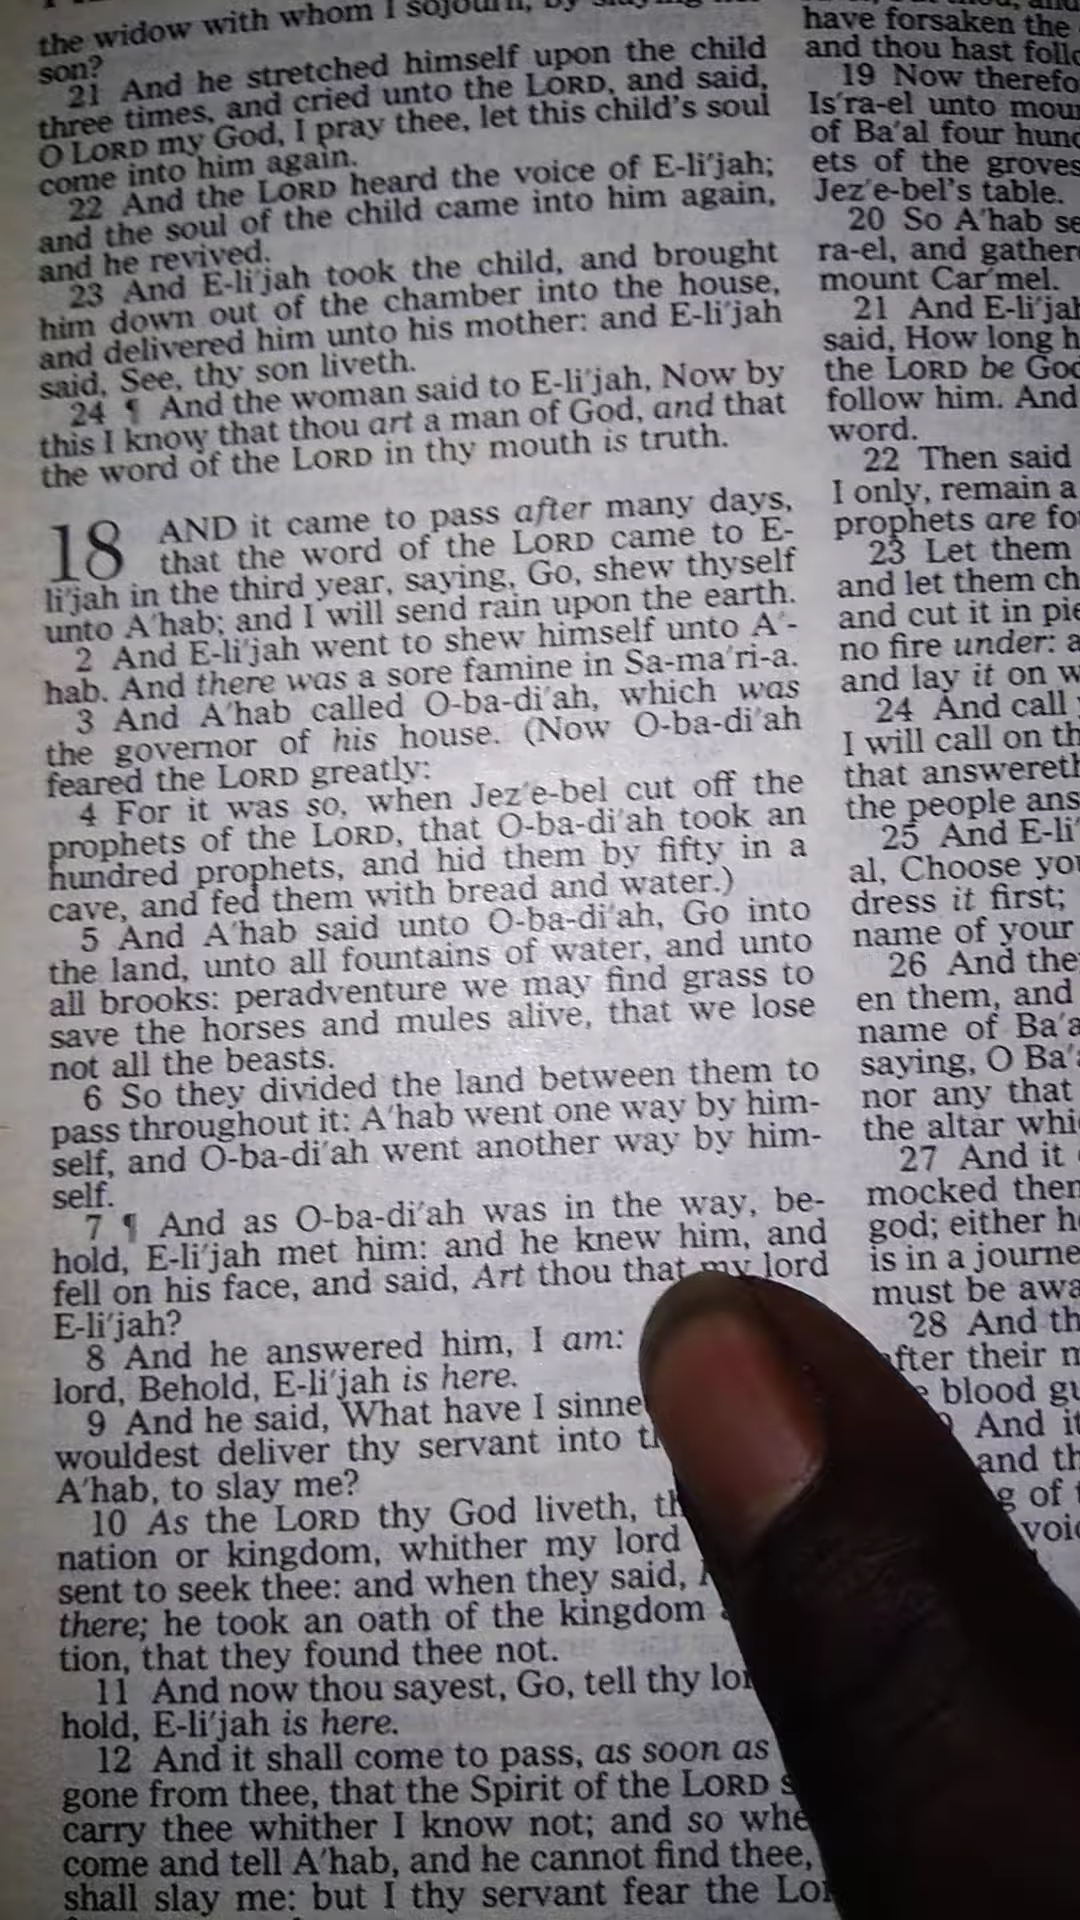 the widow with whom I sojourn, by slaying her
son?
21 And he stretched himself upon the child
three times, and cried unto the LORD, and said,
O LORD my God, I pray thee, let this child's soul
come into him again.
22 And the LORD heard the voice of E-li′jah;
and the soul of the child came into him again,
and he revived.
23 And E-li′jah took the child, and brought
him down out of the chamber into the house,
and delivered him unto his mother: and E-li′jah
said, See, thy son liveth.
24 ¶ And the woman said to E-li′jah, Now by
this I know that thou art a man of God, and that
the word of the LORD in thy mouth is truth.
18 AND it came to pass after many days,
that the word of the LORD came to E-
li′jah in the third year, saying, Go, shew thyself
unto A′hab; and I will send rain upon the earth.
2 And E-li′jah went to shew himself unto A′-
hab. And there was a sore famine in Sa-ma′ri-a.
3 And A′hab called O-ba-di′ah, which was
the governor of his house. (Now O-ba-di′ah
feared the LORD greatly:
4 For it was so, when Jez′e-bel cut off the
prophets of the LORD, that O-ba-di′ah took an
hundred prophets, and hid them by fifty in a
cave, and fed them with bread and water.)
5 And A′hab said unto O-ba-di′ah, Go into
the land, unto all fountains of water, and unto
all brooks: peradventure we may find grass to
save the horses and mules alive, that we lose
not all the beasts.
6 So they divided the land between them to
pass throughout it: A′hab went one way by him-
self, and O-ba-di′ah went another way by him-
self.
7 ¶ And as O-ba-di′ah was in the way, be-
hold, E-li′jah met him: and he knew him, and
fell on his face, and said, Art thou that my lord
E-li′jah?
8 And he answered him, I am:
lord, Behold, E-li′jah is here.
9 And he said, What have I sinne
wouldest deliver thy servant into
A′hab, to slay me?
10 As the LORD thy God liveth,
nation or kingdom, whither my lord
sent to seek thee: and when they said,
there; he took an oath of the kingdom
tion, that they found thee not.
11 And now thou sayest, Go, tell thy
hold, E-li′jah is here.
12 And it shall come to pass, as soon as
gone from thee, that the Spirit of the LORD
carry thee whither I know not; and so
come and tell A′hab, and he cannot find thee,
shall slay me: but I thy servant fear the
have forsaken the
and thou hast
19 Now
Is′ra-el unto
of Ba′al four
ets of the groves
Jez′e-bel's table.
20 So A′hab
ra-el, and
mount Car′mel.
21 And
said, How long
the LORD be
follow him. And
word.
22 Then said
I only, remain a
prophets are
23 Let them
and let them
and cut it in
no fire under:
and lay it on
24 And call
I will call on
that
the people
25 And
al, Choose
dress it first;
name of your
26 And
en them, and
name of
saying, O
nor any that
the altar
27 And it
mocked
god; either
is in a
must be
28 And
after their
blood
And it
and
of